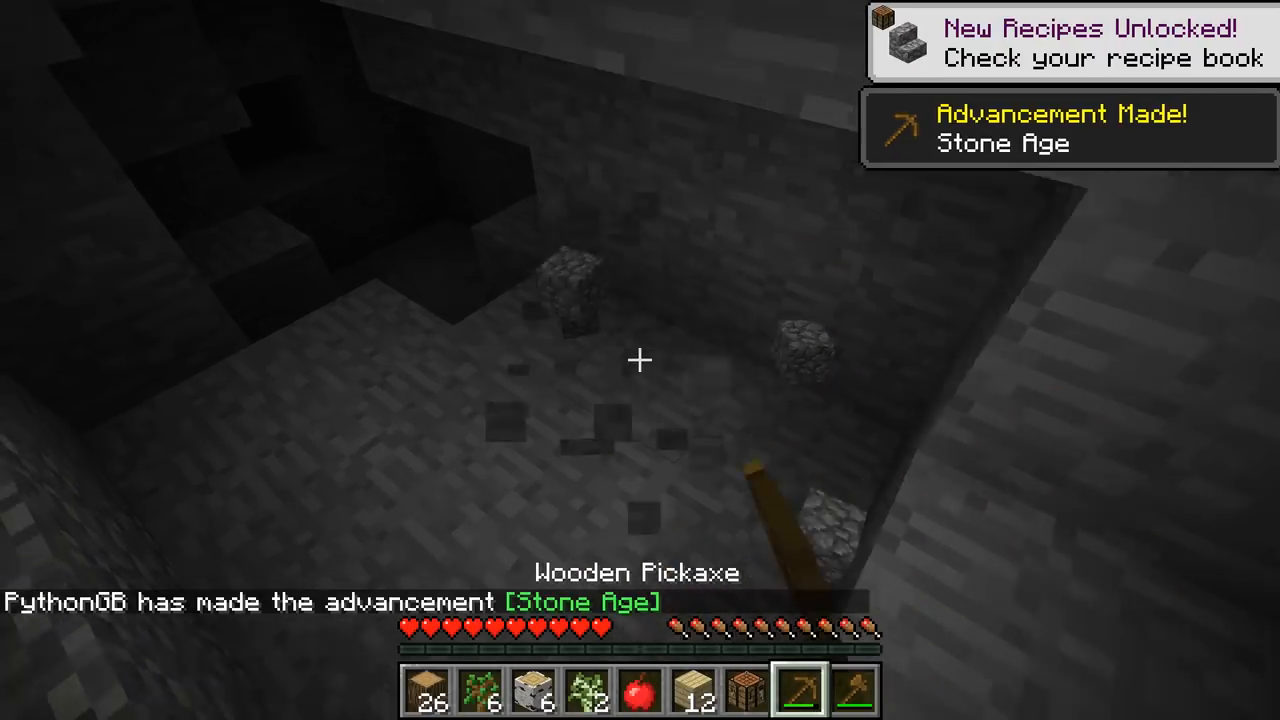 New Recipes Unlocked!
Check your recipe book
Advancement Made!
Stone Age
Wooden Pickaxe
PythonGB has made the advancement [Stone Age]
26 6 6 2 12